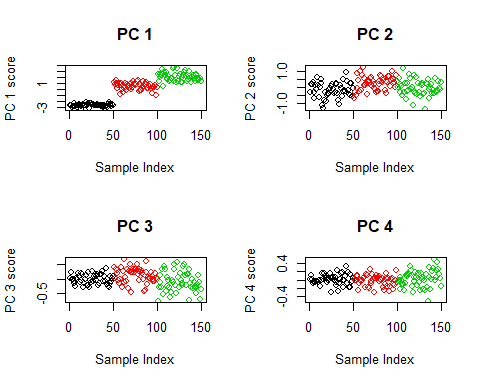 PC 1
PC 1 score
1
-3
0 50 100 150
Sample Index
PC 2
PC 2 score
1.0
-1.0
0 50 100 150
Sample Index
PC 3
PC 3 score
-0.5
0 50 100 150
Sample Index
PC 4
PC 4 score
0.4
-0.4
0 50 100 150
Sample Index